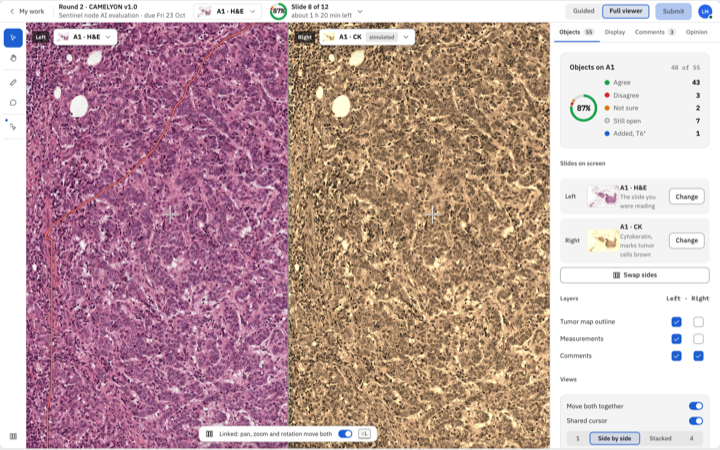 My work
Round 2 - CAMELYON v1.0
Sentinel node AI evaluation · due Fri 23 Oct
A1 · H&E
87%
Slide 8 of 12
about 1 h 20 min left
Guided
Full viewer
Submit
LM
Left
A1 · H&E
Right
A1 · CK
simulated
Linked: pan, zoom and rotation move both
Objects 55
Display
Comments 3
Opinion
Objects on A1
48 of 55
87%
Agree 43
Disagree 3
Not sure 2
Still open 7
Added, T6* 1
Slides on screen
Left
A1 · H&E
The slide you
were reading
Change
Right
A1 · CK
Cytokeratin,
marks tumor
cells brown
Change
Swap sides
Layers
Left · Right
Tumor map outline
Measurements
Comments
Views
Move both together
Shared cursor
1
Side by side
Stacked
4